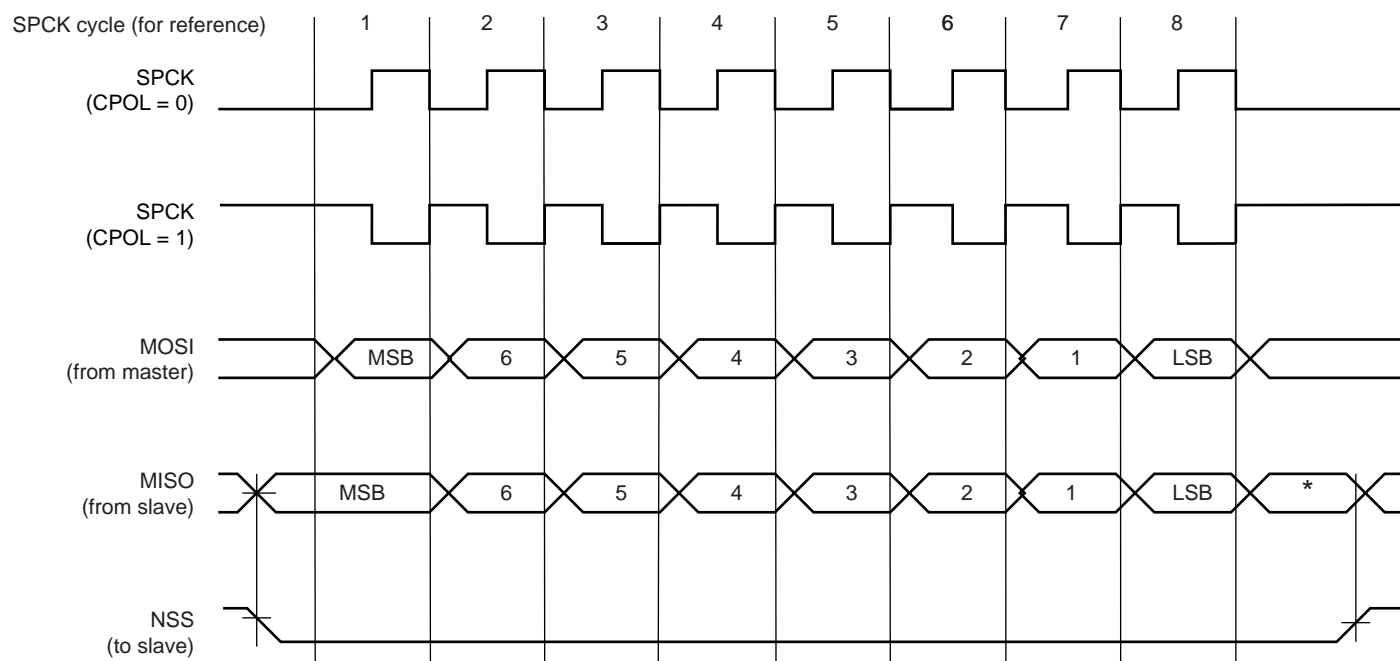 SPCK cycle (for reference) 1 2 3 4 5 6 7 8
SPCK
(CPOL = 0)
SPCK
(CPOL = 1)
MOSI
(from master)
MSB 6 5 4 3 2 1 LSB
MISO
(from slave)
MSB 6 5 4 3 2 1 LSB *
NSS
(to slave)